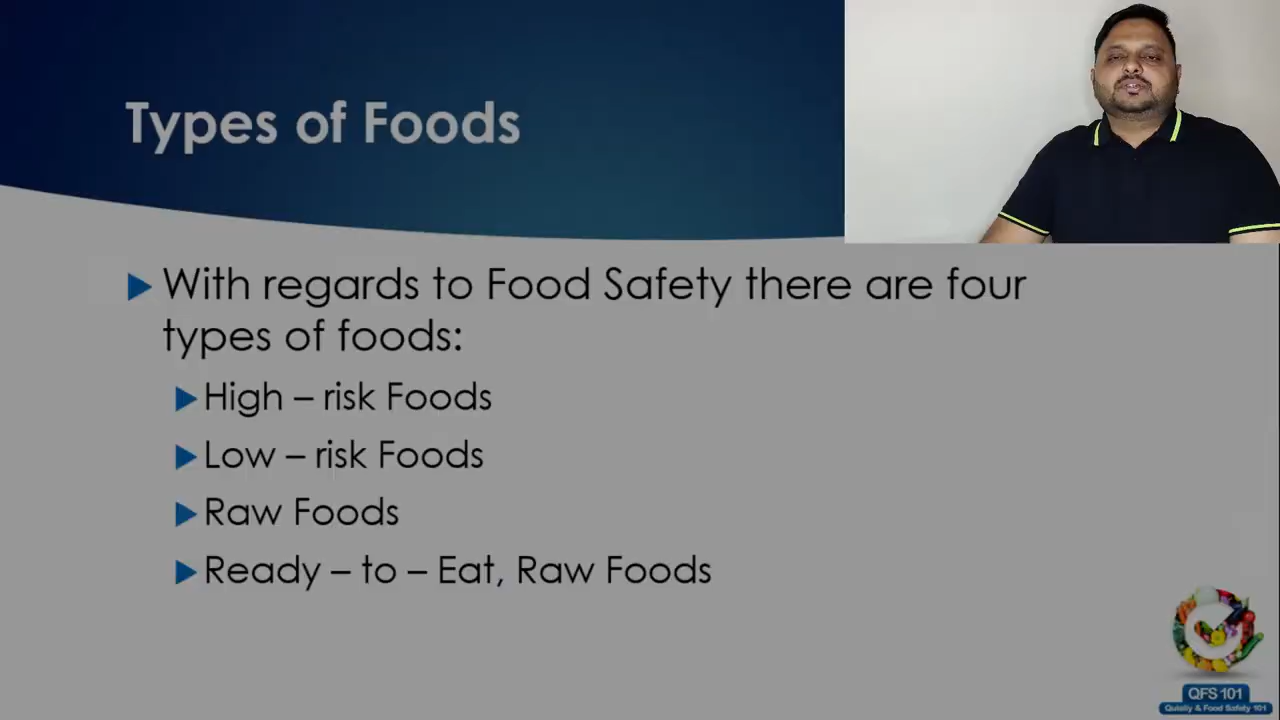 Types of Foods
With regards to Food Safety there are four
types of foods:
High – risk Foods
Low – risk Foods
Raw Foods
Ready – to – Eat, Raw Foods
QFS 101
Quality & Food Safety 101